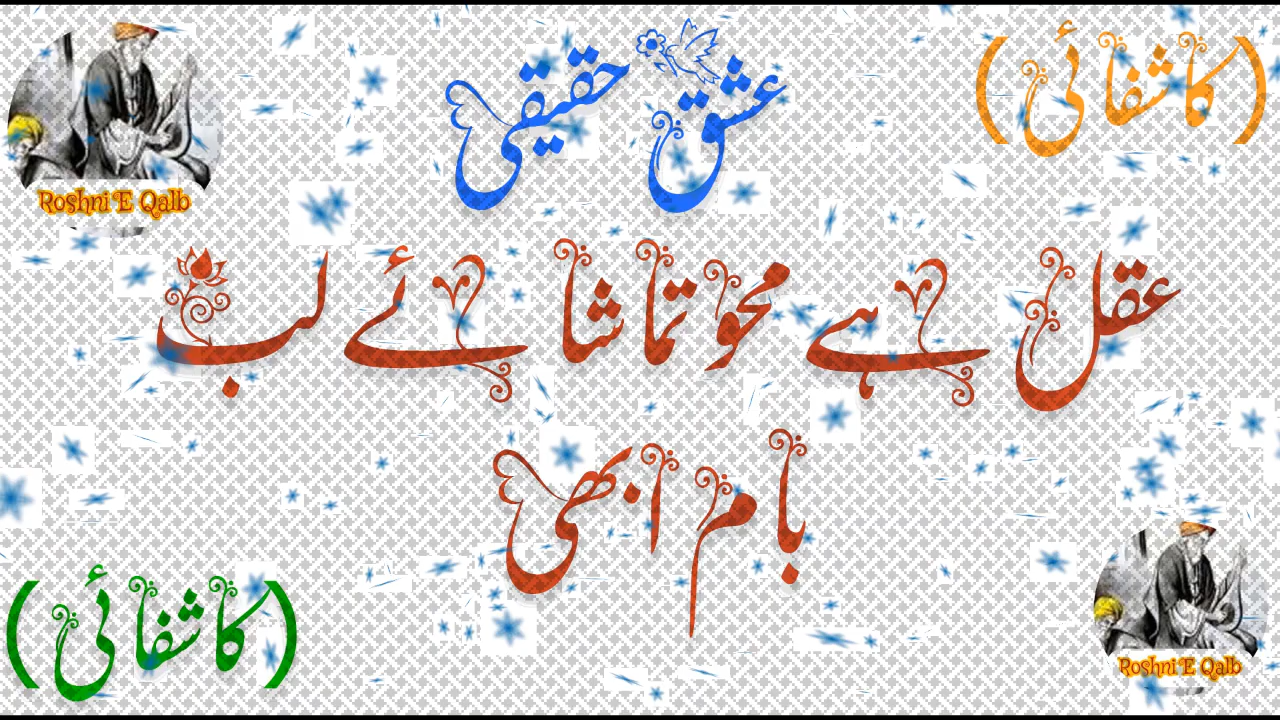 (کاشفائی)
عشق حقیقی
Roshni E Qalb
عقل ہے محو تماشائے لب
بام ابھی
(کاشفائی)
Roshni E Qalb